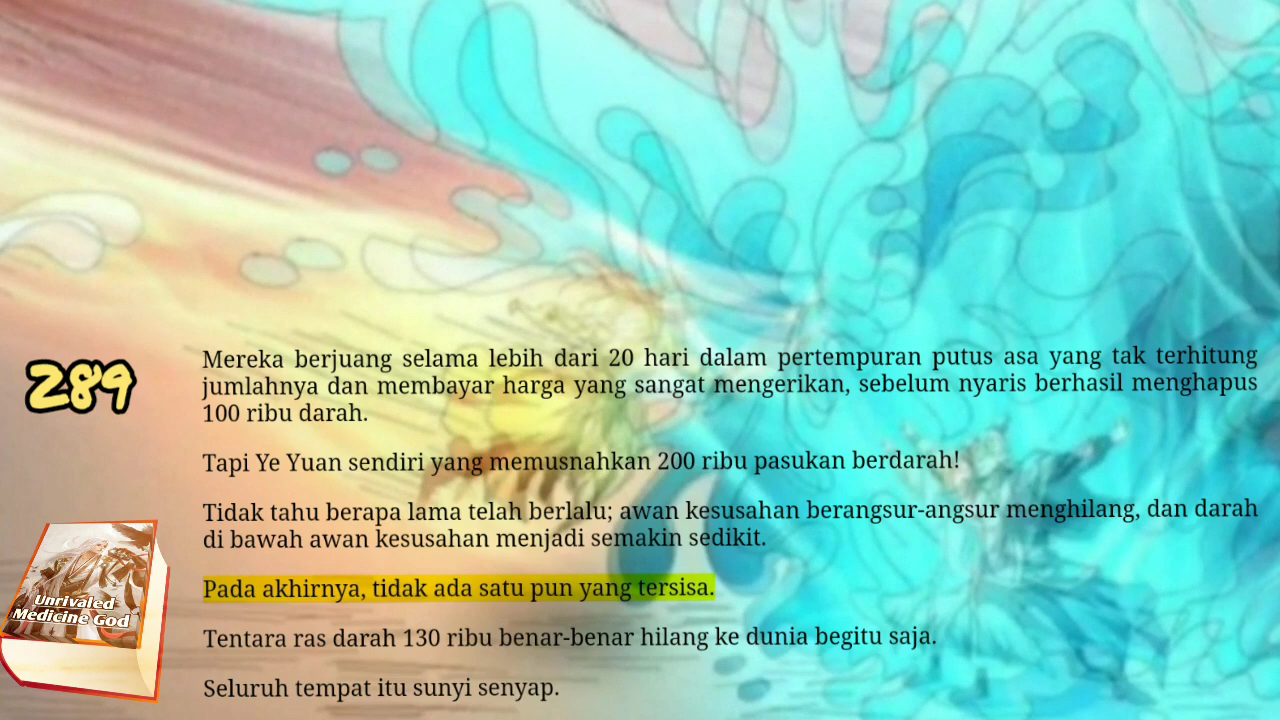 Mereka berjuang selama lebih dari 20 hari dalam pertempuran putus asa yang tak terhitung
jumlahnya dan membayar harga yang sangat mengerikan, sebelum nyaris berhasil menghapus
100 ribu darah.
289
Tapi Ye Yuan sendiri yang memusnahkan 200 ribu pasukan berdarah!
Tidak tahu berapa lama telah berlalu; awan kesusahan berangsur-angsur menghilang, dan darah
di bawah awan kesusahan menjadi semakin sedikit.
Pada akhirnya, tidak ada satu pun yang tersisa.
Tentara ras darah 130 ribu benar-benar hilang ke dunia begitu saja.
Seluruh tempat itu sunyi senyap.
Unrivaled
Medicine God